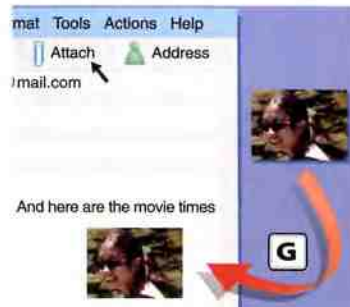 mat Tools Actions Help
Attach Address
mail.com
And here are the movie times
G